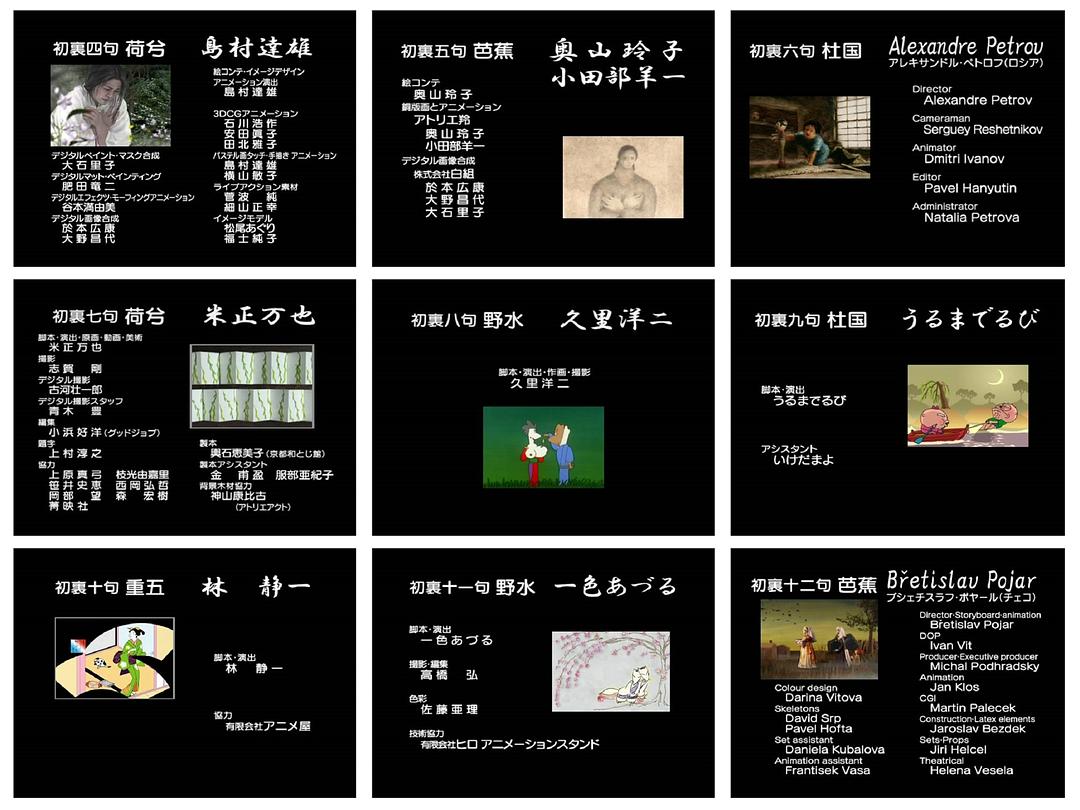 初裏四句 荷兮 島村達雄
デジタルペイント・マスク合成
大石里子
デジタルマット・ペインティング
肥田竜二
デジタルエフェクツ・モーフィングアニメーション
谷本満由美
デジタル画像合成
於本広康
大野昌代
絵コンテ・イメージデザイン
アニメーション演出
島村達雄
3DCGアニメーション
石川浩作
安田眞子
田北雅子
パステル画タッチ・手描き アニメーション
島村達雄
横山敏子
ライブアクション素材
菅波 純
細山正幸
イメージモデル
松尾あぐり
福士純子
初裏五句 芭蕉 奥山玲子
小田部羊一
絵コンテ
奥山玲子
銅版画とアニメーション
アトリエ羚
奥山玲子
小田部羊一
デジタル画像合成
株式会社白組
於本広康
大野昌代
大石里子
初裏六句 杜国 Alexandre Petrov
アレキサンドル・ペトロフ(ロシア)
Director
Alexandre Petrov
Cameraman
Serguey Reshetnikov
Animator
Dmitri Ivanov
Editor
Pavel Hanyutin
Administrator
Natalia Petrova
初裏七句 荷兮 米正万也
脚本・演出・原画・動画・美術
米正万也
撮影
志賀 剛
デジタル撮影
古河壮一郎
デジタル撮影スタッフ
青木 豊
編集
小浜好洋(グッドジョブ)
題字
上村淳之
協力
上原真弓 枝光由嘉里
笹井史恵 西岡弘哲
岡部 望 森 宏樹
菁映社
製本
輿石恵美子(京都和とじ館)
製本アシスタント
金 甫盈 服部亜紀子
背景木材協力
神山康比古
(アトリエアクト)
初裏八句 野水 久里洋二
脚本・演出・作画・撮影
久里洋二
初裏九句 杜国 うるまでるび
脚本・演出
うるまでるび
アシスタント
いけだまよ
初裏十句 重五 林 静一
脚本・演出
林 静一
協力
有限会社アニメ屋
初裏十一句 野水 一色あづる
脚本・演出
一色あづる
撮影・編集
高橋 弘
色彩
佐藤亜理
技術協力
有限会社ヒロ アニメーションスタンド
初裏十二句 芭蕉 Břetislav Pojar
ブシェチスラフ・ポヤール(チェコ)
Colour design
Darina Vitova
Skeletons
David Srp
Pavel Hofta
Set assistant
Daniela Kubalova
Animation assistant
Frantisek Vasa
Director·Storyboard·animation
Břetislav Pojar
DOP
Ivan Vit
Producer·Executive producer
Michal Podhradsky
Animation
Jan Klos
CGI
Martin Palecek
Construction·Latex elements
Jaroslav Bezdek
Sets·Props
Jiri Helcel
Theatrical
Helena Vesela